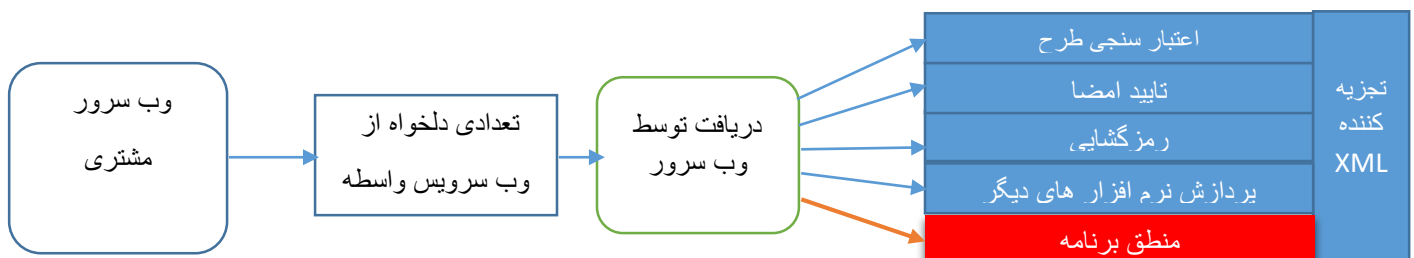 وب سرور
مشتری
تعدادی دلخواه از
وب سرویس واسطه
دریافت توسط
وب سرور
اعتبار سنجی طرح
تایید امضا
رمزگشایی
پردازش نرم افزار های دیگر
منطق برنامه
تجزیه
کننده
XML